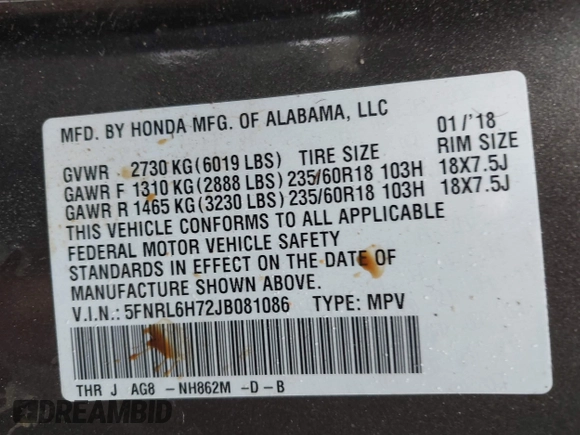 MFD. BY HONDA MFG. OF ALABAMA, LLC 01/'18
GVWR 2730 KG(6019 LBS) TIRE SIZE RIM SIZE
GAWR F 1310 KG(2888 LBS)235/60R18 103H 18X7.5J
GAWR R 1465 KG(3230 LBS)235/60R18 103H 18X7.5J
THIS VEHICLE CONFORMS TO ALL APPLICABLE
FEDERAL MOTOR VEHICLE SAFETY
STANDARDS IN EFFECT ON THE DATE OF
MANUFACTURE SHOWN ABOVE.
V.I.N.: 5FNRL6H72JB081086 TYPE: MPV
THR J AG8 -NH862M -D-B
DREAMBID